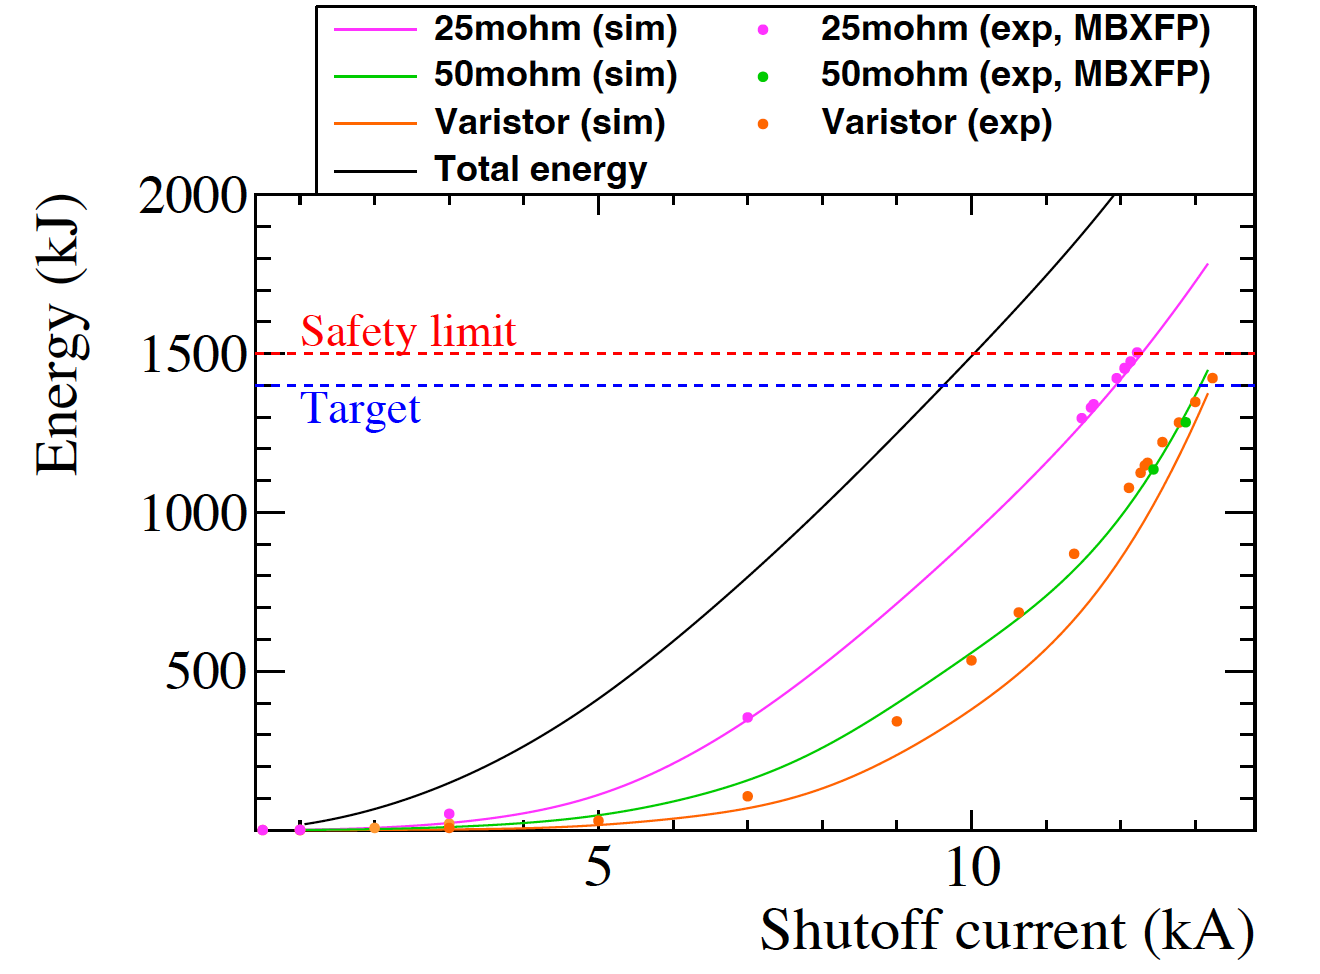 25mohm (sim) 25mohm (exp, MBXFP)
50mohm (sim) 50mohm (exp, MBXFP)
Varistor (sim) Varistor (exp)
Total energy
2000
Safety limit
1500
Target
1000
500
Energy (kJ)
5 10
Shutoff current (kA)